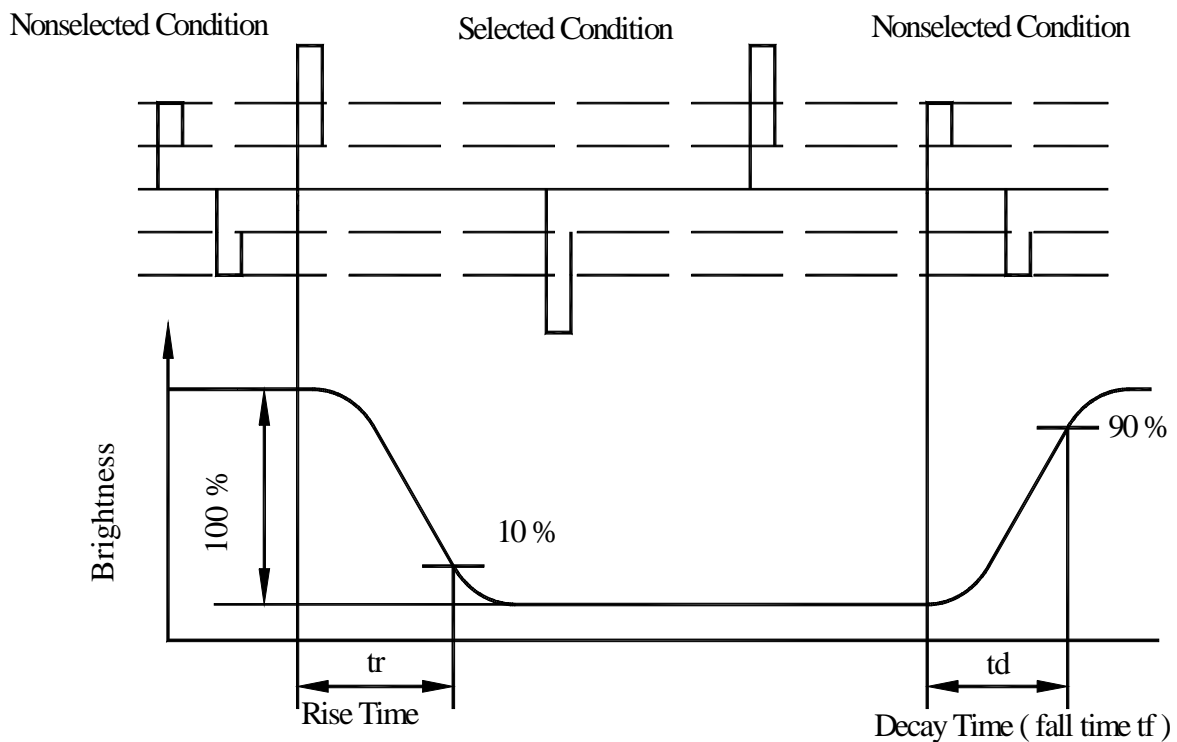 Nonselected Condition
Selected Condition
Nonselected Condition
Brightness
100 %
10 %
90 %
tr
Rise Time
td
Decay Time ( fall time tf )